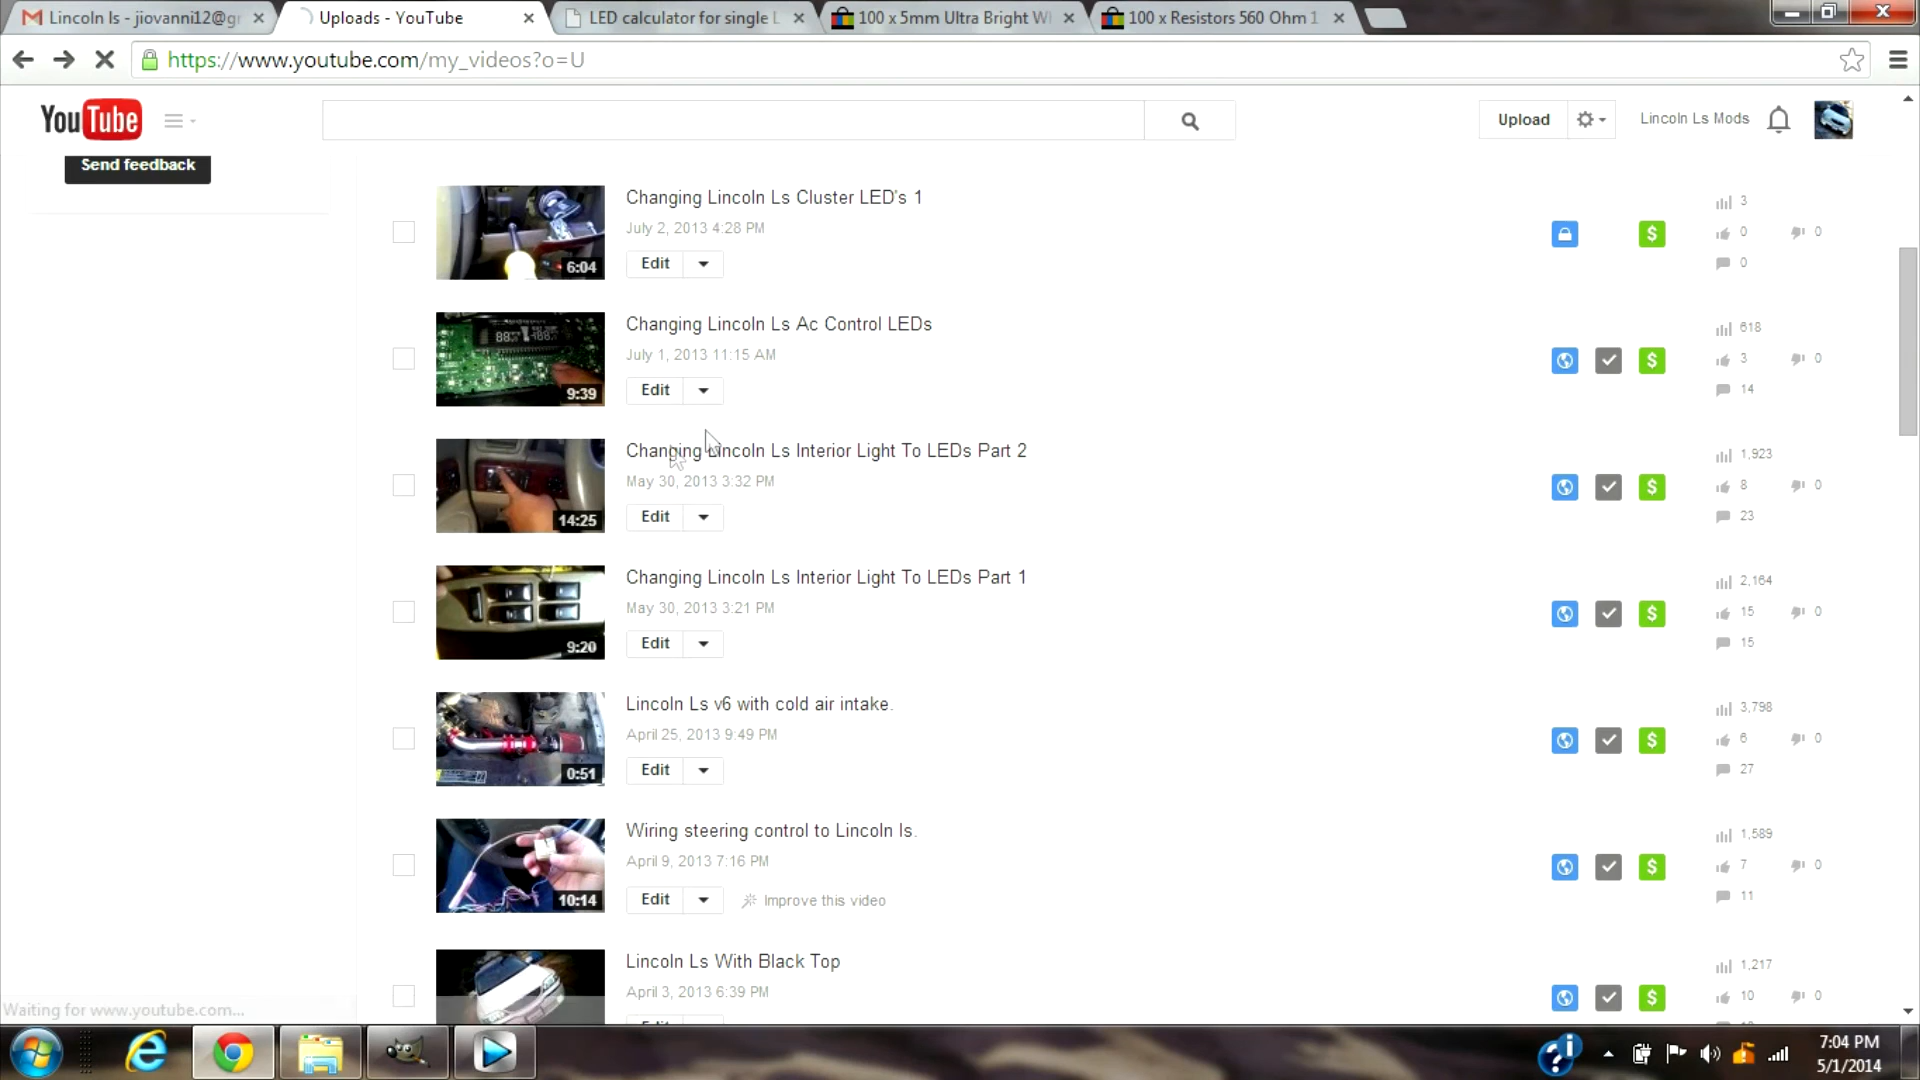 Lincoln ls - jiovanni12@g
Uploads - YouTube
LED calculator for single L
100 x 5mm Ultra Bright W
100 x Resistors 560 Ohm 1
https://www.youtube.com/my_videos?o=U
YouTube
Upload
Lincoln Ls Mods
Send feedback
Changing Lincoln Ls Cluster LED's 1
July 2, 2013 4:28 PM
Edit
6:04
3
0
0
0
Changing Lincoln Ls Ac Control LEDs
July 1, 2013 11:15 AM
Edit
9:39
618
3
0
14
Changing Lincoln Ls Interior Light To LEDs Part 2
May 30, 2013 3:32 PM
Edit
14:25
1,923
8
0
23
Changing Lincoln Ls Interior Light To LEDs Part 1
May 30, 2013 3:21 PM
Edit
9:20
2,164
15
0
15
Lincoln Ls v6 with cold air intake.
April 25, 2013 9:49 PM
Edit
0:51
3,798
6
0
27
Wiring steering control to Lincoln ls.
April 9, 2013 7:16 PM
Edit
Improve this video
10:14
1,589
7
0
11
Lincoln Ls With Black Top
April 3, 2013 6:39 PM
1,217
10
0
Waiting for www.youtube.com...
7:04 PM
5/1/2014